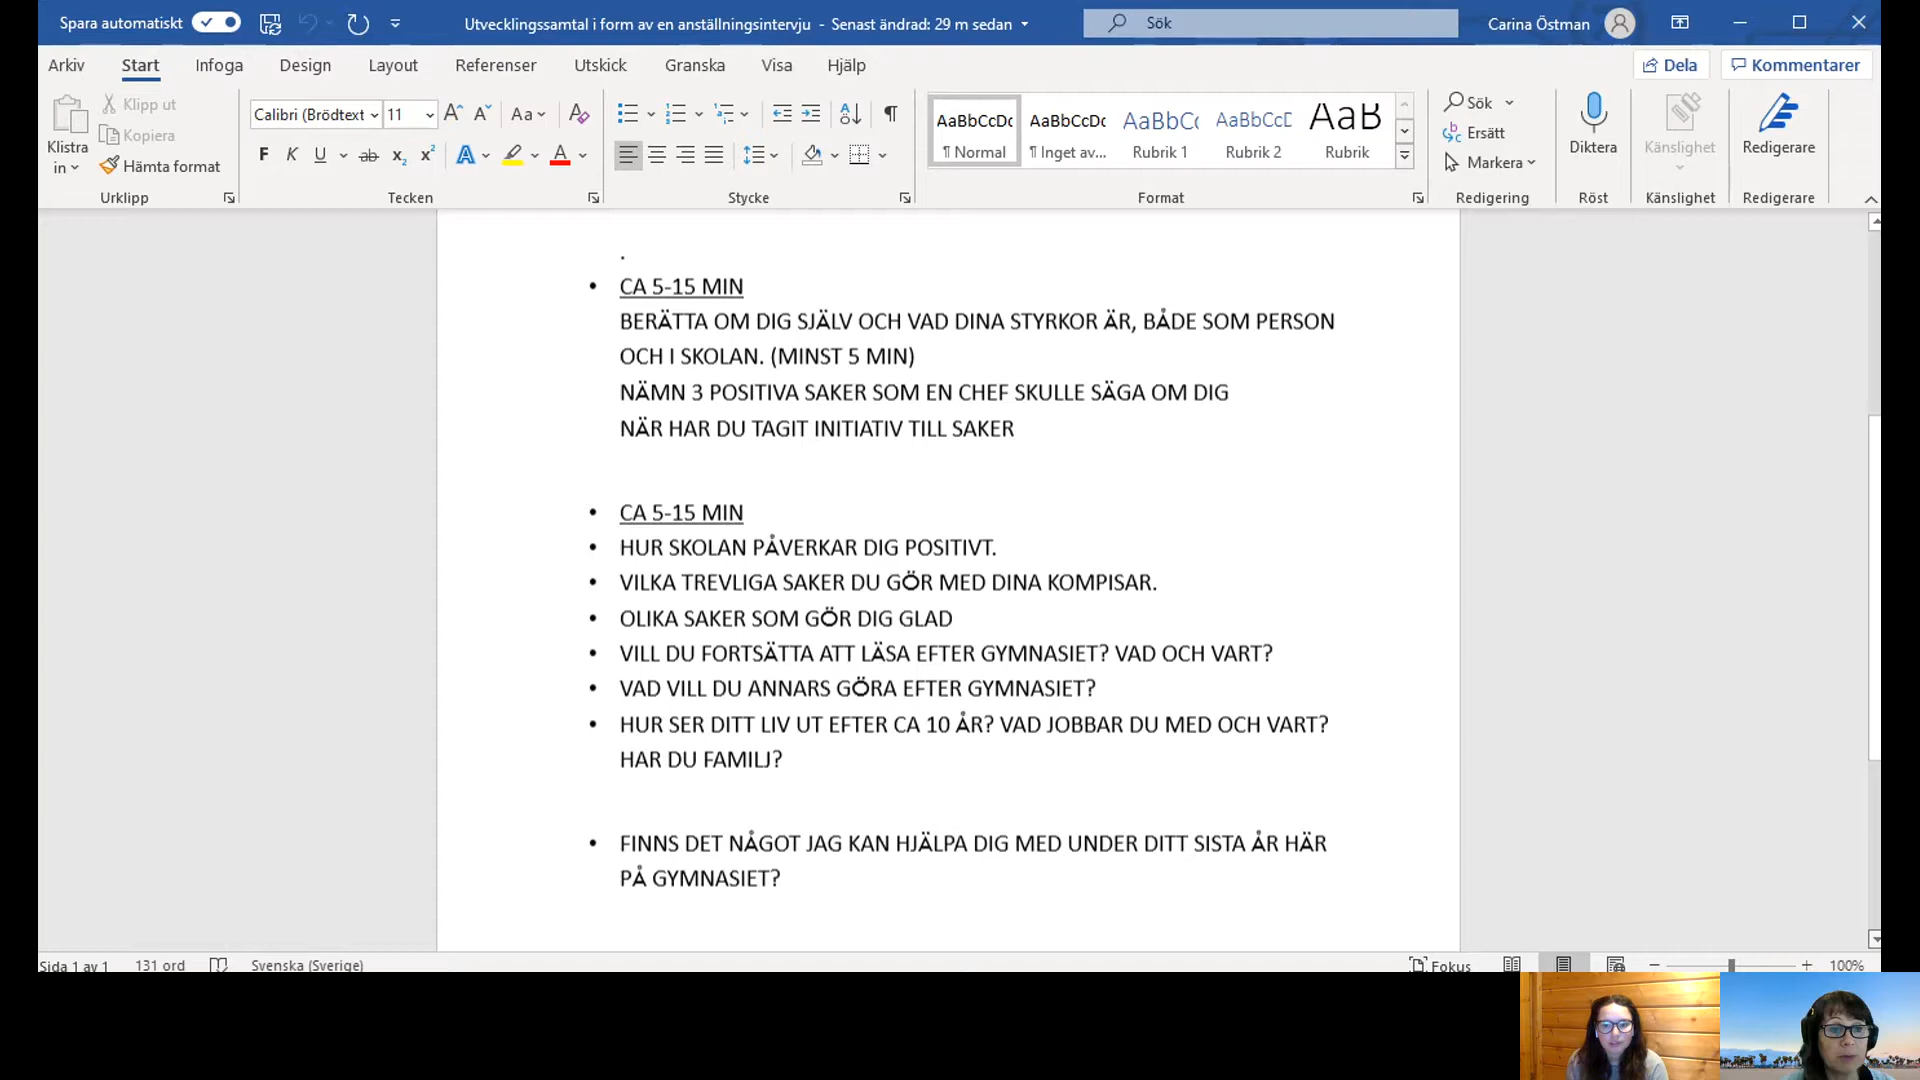 Spara automatiskt
Utvecklingssamtal i form av en anställningsintervju - Senast ändrad: 29 m sedan
Sök
Carina Östman
Arkiv Start Infoga Design Layout Referenser Utskick Granska Visa Hjälp
Dela Kommentarer
Klistra in
Klipp ut
Kopiera
Hämta format
Urklipp
Calibri (Brödtext 11
F K U ab x₂ x²
Tecken
Stycke
AaBbCcDc AaBbCcDc AaBbCc AaBbCcD AaB
¶ Normal ¶ Inget av... Rubrik 1 Rubrik 2 Rubrik
Format
Sök
Ersätt
Markera
Redigering
Diktera
Röst
Känslighet
Känslighet
Redigerare
Redigerare
.
• CA 5-15 MIN
BERÄTTA OM DIG SJÄLV OCH VAD DINA STYRKOR ÄR, BÅDE SOM PERSON
OCH I SKOLAN. (MINST 5 MIN)
NÄMN 3 POSITIVA SAKER SOM EN CHEF SKULLE SÄGA OM DIG
NÄR HAR DU TAGIT INITIATIV TILL SAKER
• CA 5-15 MIN
• HUR SKOLAN PÅVERKAR DIG POSITIVT.
• VILKA TREVLIGA SAKER DU GÖR MED DINA KOMPISAR.
• OLIKA SAKER SOM GÖR DIG GLAD
• VILL DU FORTSÄTTA ATT LÄSA EFTER GYMNASIET? VAD OCH VART?
• VAD VILL DU ANNARS GÖRA EFTER GYMNASIET?
• HUR SER DITT LIV UT EFTER CA 10 ÅR? VAD JOBBAR DU MED OCH VART?
HAR DU FAMILJ?
• FINNS DET NÅGOT JAG KAN HJÄLPA DIG MED UNDER DITT SISTA ÅR HÄR
PÅ GYMNASIET?
Sida 1 av 1 131 ord Svenska (Sverige)
Fokus
100%